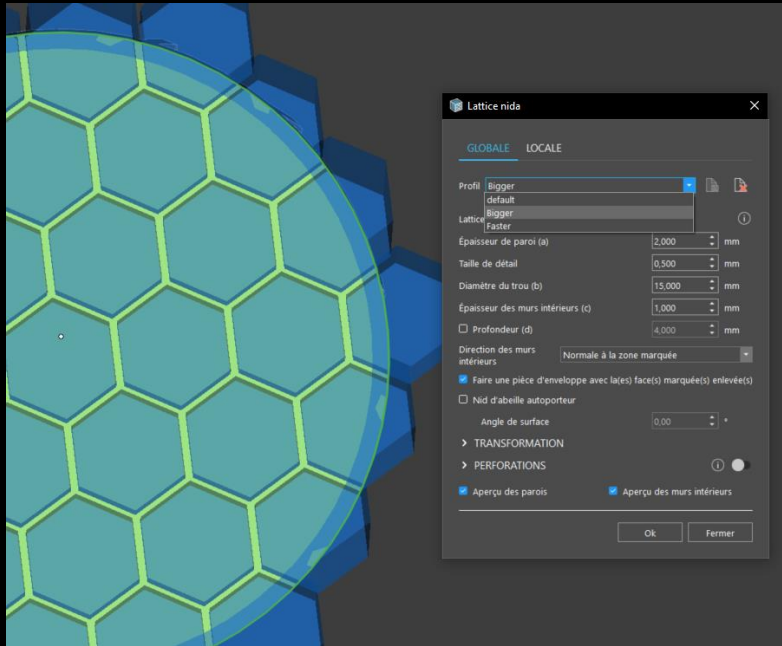 Lattice nida
GLOBALE LOCALE
Profil Bigger
default
Lattice Bigger
Faster
Épaisseur de paroi (a) 2,000 mm
Taille de détail 0,500 mm
Diamètre du trou (b) 15,000 mm
Épaisseur des murs intérieurs (c) 1,000 mm
Profondeur (d) 4,000 mm
Direction des murs
intérieurs Normale à la zone marquée
Faire une pièce d'enveloppe avec la(es) face(s) marquée(s) enlevée(s)
Nid d'abeille autoporteur
Angle de surface 0,00 °
> TRANSFORMATION
> PERFORATIONS
Aperçu des parois Aperçu des murs intérieurs
Ok Fermer